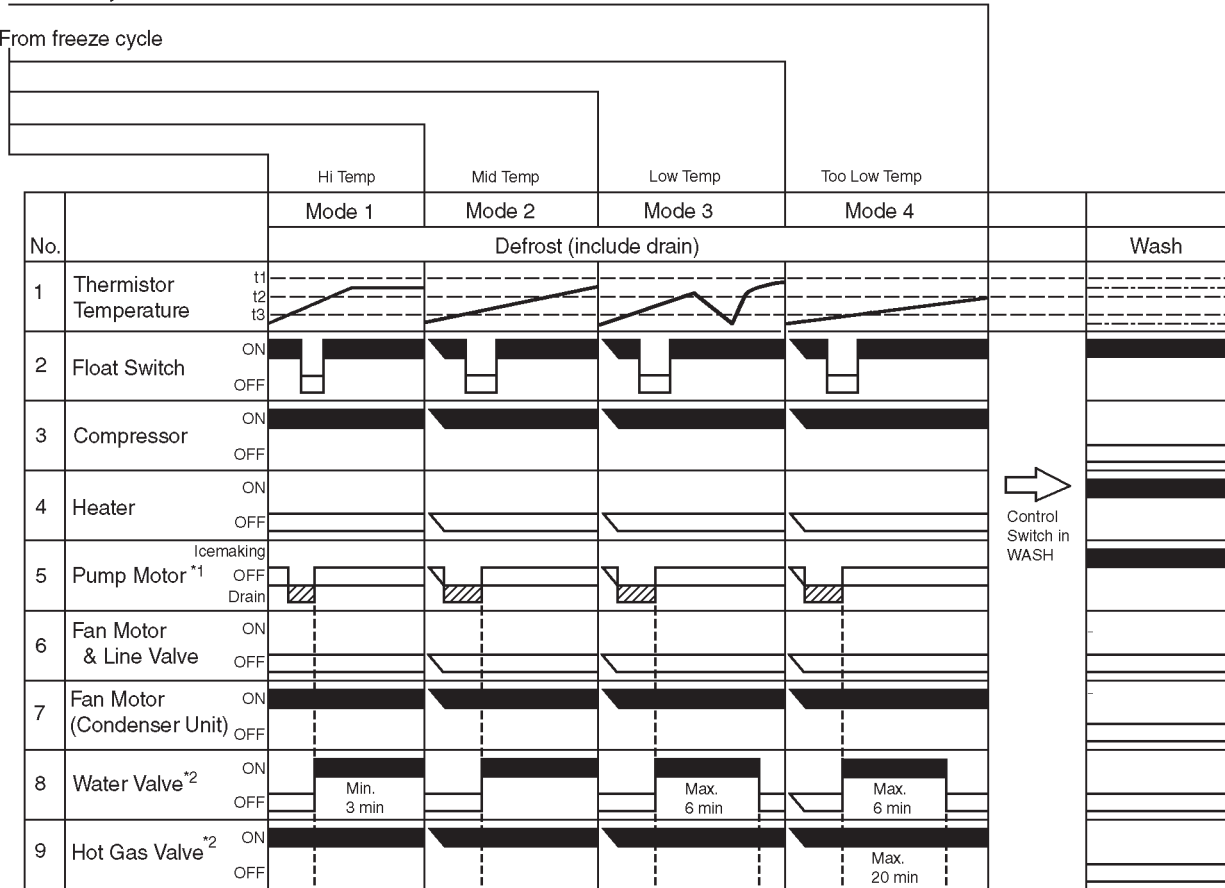 From freeze cycle
Hi Temp Mid Temp Low Temp Too Low Temp
Mode 1 Mode 2 Mode 3 Mode 4
No. Defrost (include drain) Wash
1 Thermistor Temperature t1 t2 t3
2 Float Switch ON OFF
3 Compressor ON OFF
4 Heater ON OFF
Control
Switch in
WASH
5 Pump Motor *1 Icemaking OFF Drain
6 Fan Motor & Line Valve ON OFF
7 Fan Motor (Condenser Unit) ON OFF
8 Water Valve*2 ON OFF
Min. 3 min
Max. 6 min
Max. 6 min
9 Hot Gas Valve*2 ON OFF
Max. 20 min